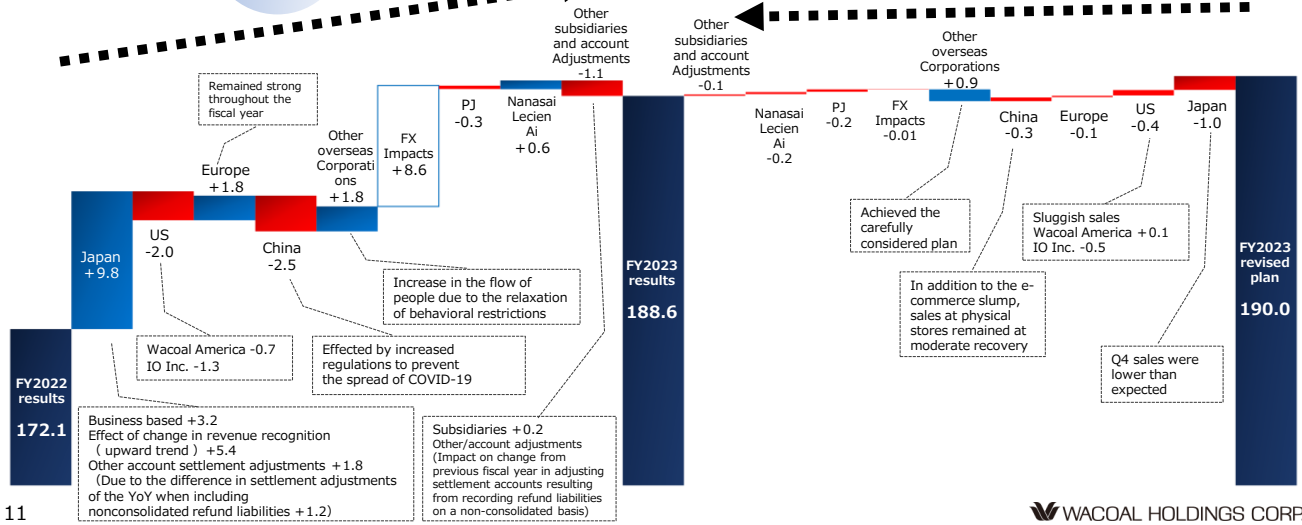 Other
subsidiaries
and account
Adjustments
-1.1
Other
subsidiaries
and account
Adjustments
-0.1
Other
overseas
Corporations
+0.9
Remained strong
throughout the
fiscal year
PJ
-0.3
Nanasai
Lecien
Ai
+0.6
FX
Impacts
+8.6
Other
overseas
Corporati
ons
+1.8
Europe
+1.8
Nanasai
Lecien
Ai
-0.2
PJ
-0.2
FX
Impacts
-0.01
China
-0.3
Europe
-0.1
US
-0.4
Japan
-1.0
Japan
+9.8
US
-2.0
China
-2.5
Achieved the
carefully
considered plan
Sluggish sales
Wacoal America +0.1
IO Inc. -0.5
FY2023
results
188.6
FY2023
revised
plan
190.0
Increase in the flow of
people due to the relaxation
of behavioral restrictions
In addition to the e-
commerce slump,
sales at physical
stores remained at
moderate recovery
Wacoal America -0.7
IO Inc. -1.3
Effected by increased
regulations to prevent
the spread of COVID-19
Q4 sales were
lower than
expected
FY2022
results
172.1
Business based +3.2
Effect of change in revenue recognition
( upward trend ) +5.4
Other account settlement adjustments +1.8
(Due to the difference in settlement adjustments
of the YoY when including
nonconsolidated refund liabilities +1.2)
Subsidiaries +0.2
Other/account adjustments
(Impact on change from
previous fiscal year in adjusting
settlement accounts resulting
from recording refund liabilities
on a non-consolidated basis)
11
WACOAL HOLDINGS CORP.